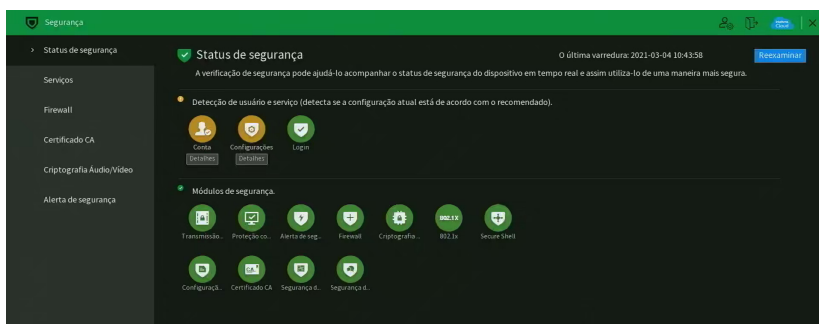 Segurança
Status de segurança
Serviços
Firewall
Certificado CA
Criptografia Áudio/Vídeo
Alerta de segurança
Status de segurança
O última varredura: 2021-03-04 10:43:58
Reexaminar
A verificação de segurança pode ajudá-lo acompanhar o status de segurança do dispositivo em tempo real e assim utiliza-lo de uma maneira mais segura.
Detecção de usuário e serviço (detecta se a configuração atual está de acordo com o recomendado).
Conta Configurações Login
Detalhes Detalhes
Módulos de segurança.
802.1X
Transmissão... Proteção co... Alerta de seg... Firewall Criptografia ... 802.1x Secure Shell
CA
Configuraçã... Certificado CA Segurança d... Segurança d...